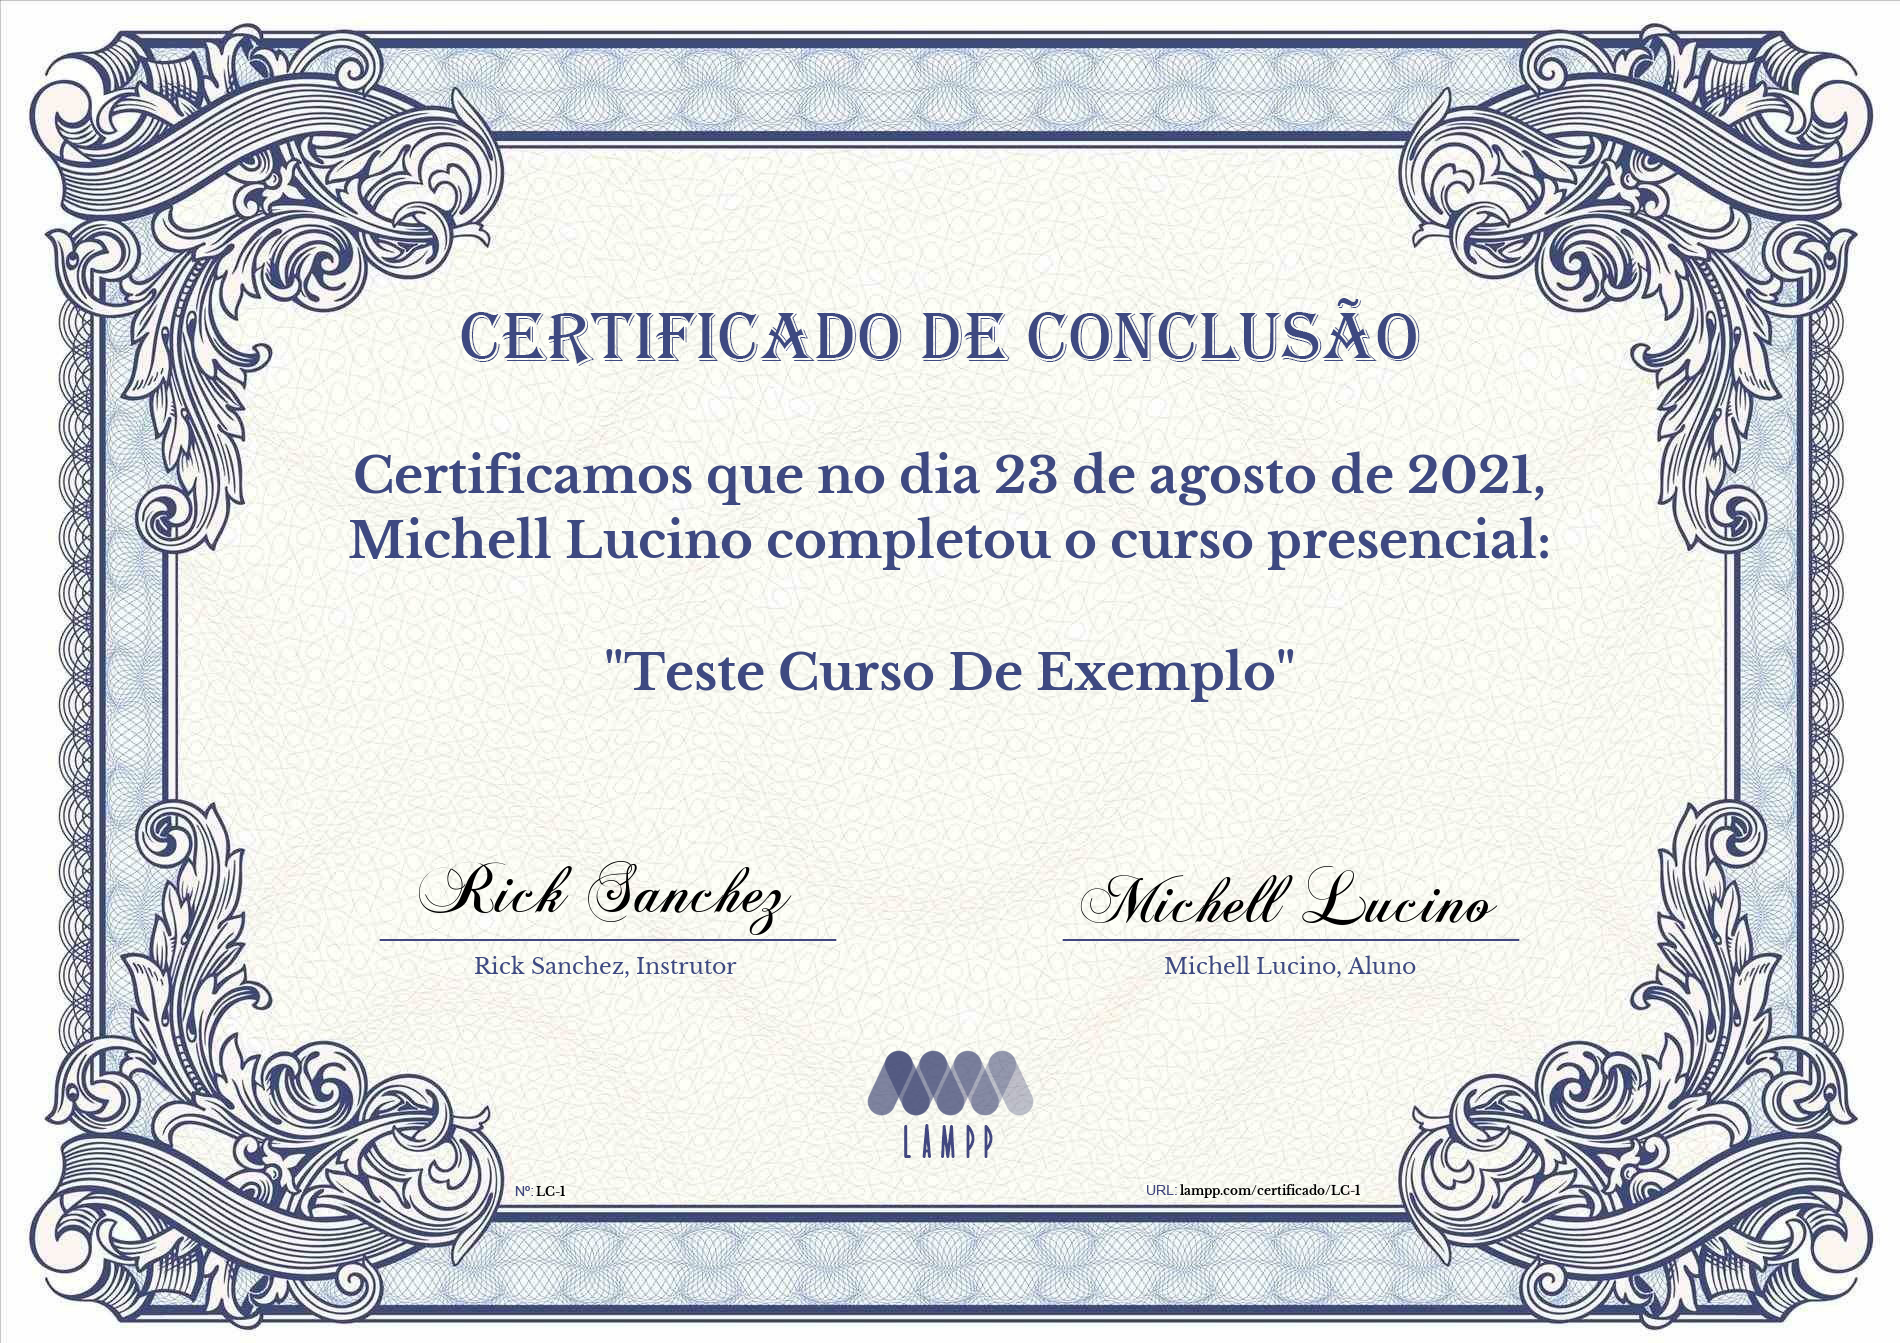 CERTIFICADO DE CONCLUSÃO
Certificamos que no dia 23 de agosto de 2021,
Michell Lucino completou o curso presencial:
"Teste Curso De Exemplo"
Rick Sanchez
Michell Lucino
Rick Sanchez, Instrutor
Michell Lucino, Aluno
LAMPP
Nº: LC-1
URL: lampp.com/certificado/LC-1